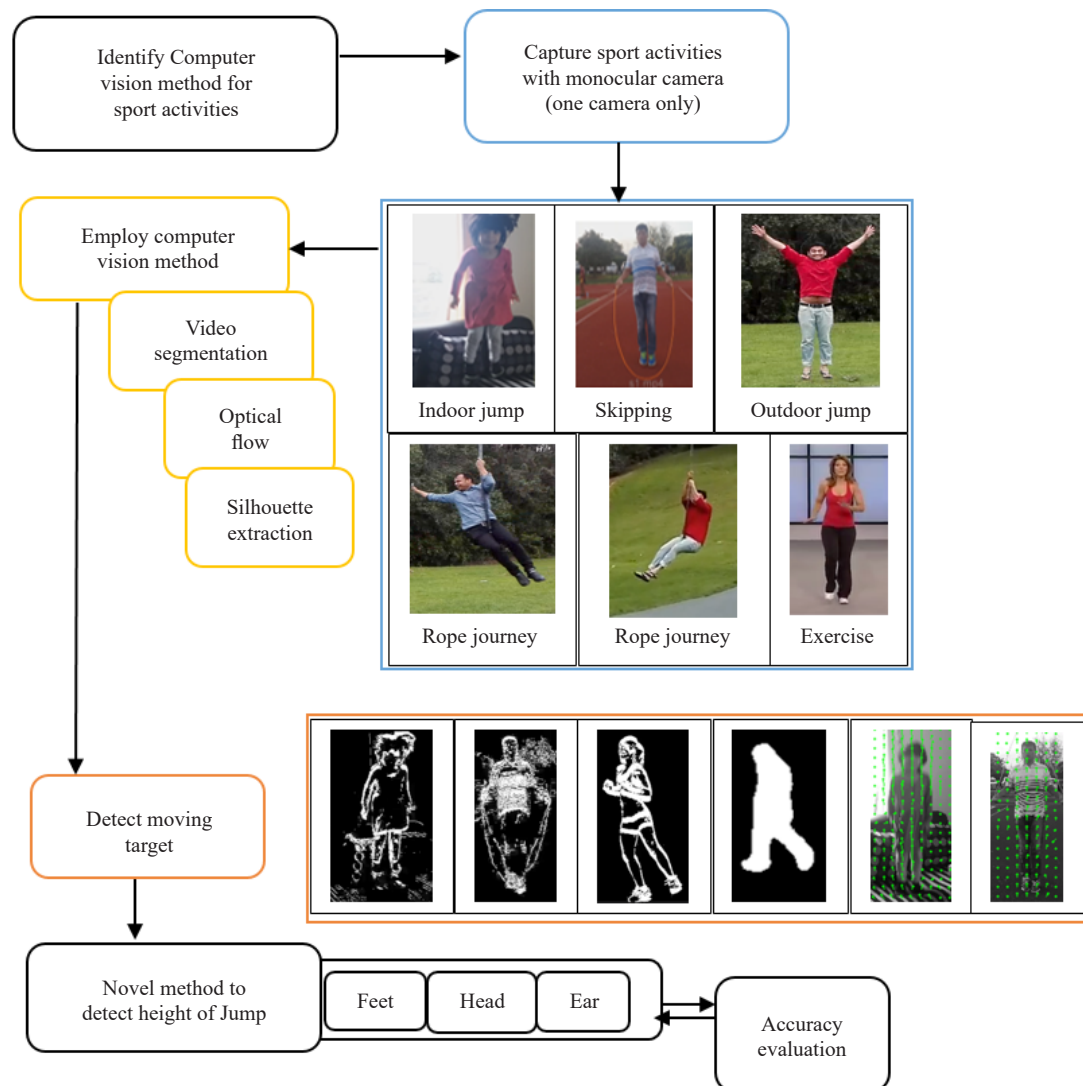 Identify Computer
vision method for
sport activities
Capture sport activities
with monocular camera
(one camera only)
Employ computer
vision method
Video
segmentation
Optical
flow
Silhouette
extraction
s1.mp4
Indoor jump
Skipping
Outdoor jump
Rope journey
Rope journey
Exercise
Detect moving
target
Novel method to
detect height of Jump
Feet
Head
Ear
Accuracy
evaluation